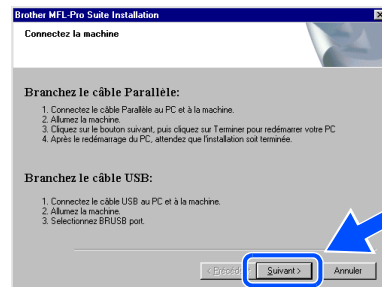 Brother MFL-Pro Suite Installation
Connectez la machine
Branchez le câble Parallèle:
1. Connectez le câble Parallèle au PC et à la machine.
2. Allumez la machine.
3. Cliquez sur le bouton suivant, puis cliquez sur Terminer pour redémarrer votre PC
4. Après le redémarrage du PC, attendez que l'installation soit terminée.
Branchez le câble USB:
1. Connectez le câble USB au PC et à la machine.
2. Allumez la machine.
3. Selectionnez BRUSB port.
Suivant > Annuler